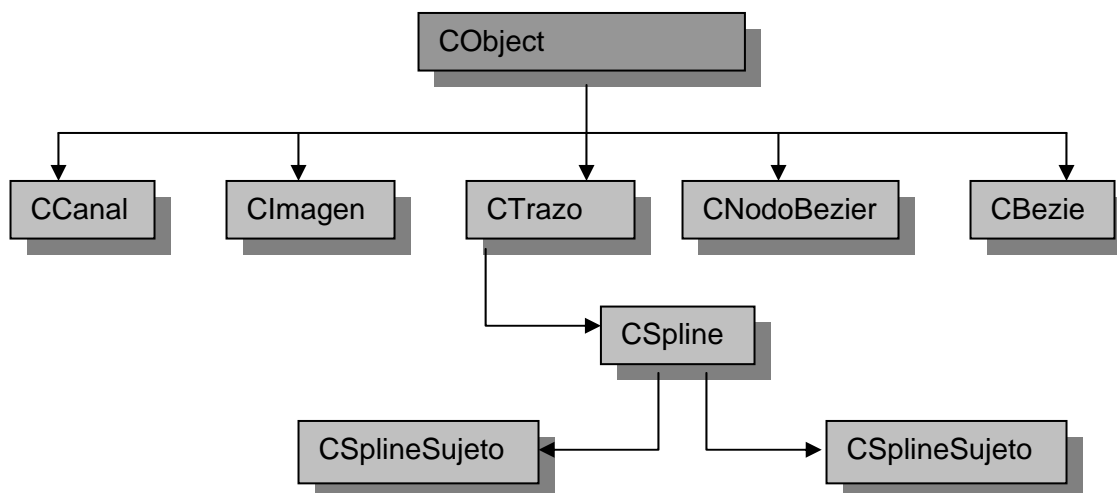 CObject
CCanal
CImagen
CTrazo
CNodoBezier
CBezie
CSpline
CSplineSujeto
CSplineSujeto